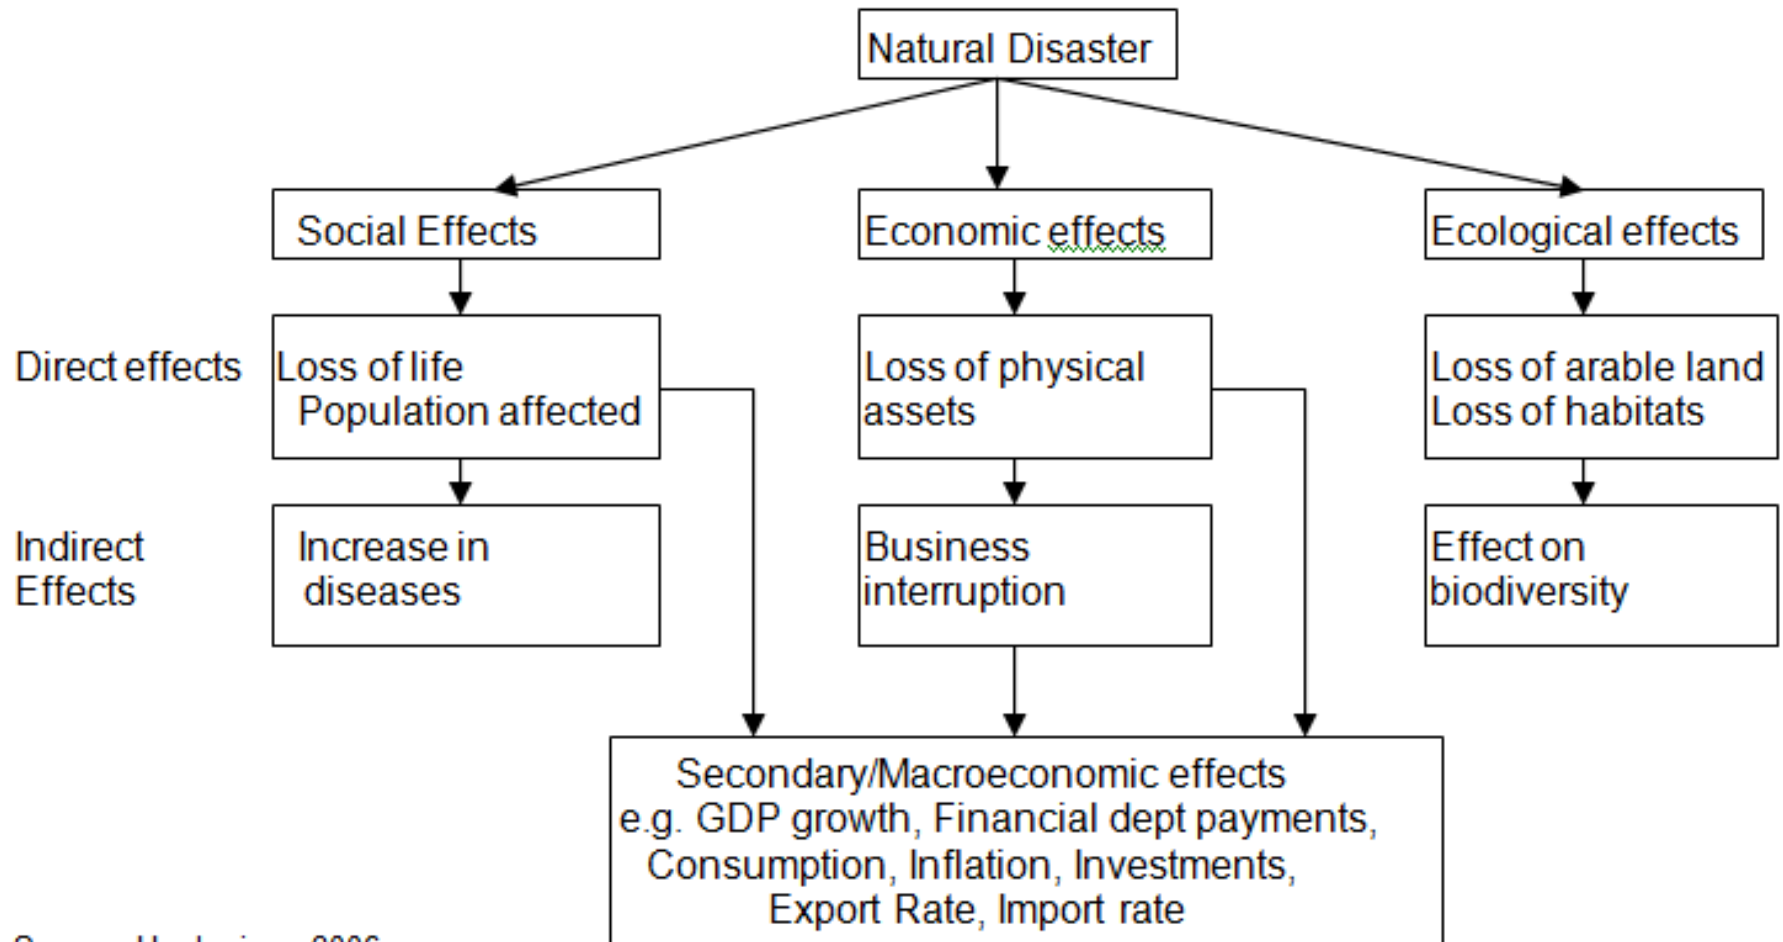 Natural Disaster
Social Effects
Economic effects
Ecological effects
Direct effects
Loss of life
Population affected
Loss of physical
assets
Loss of arable land
Loss of habitats
Indirect
Effects
Increase in
diseases
Business
interruption
Effect on
biodiversity
Secondary/Macroeconomic effects
e.g. GDP growth, Financial dept payments,
Consumption, Inflation, Investments,
Export Rate, Import rate